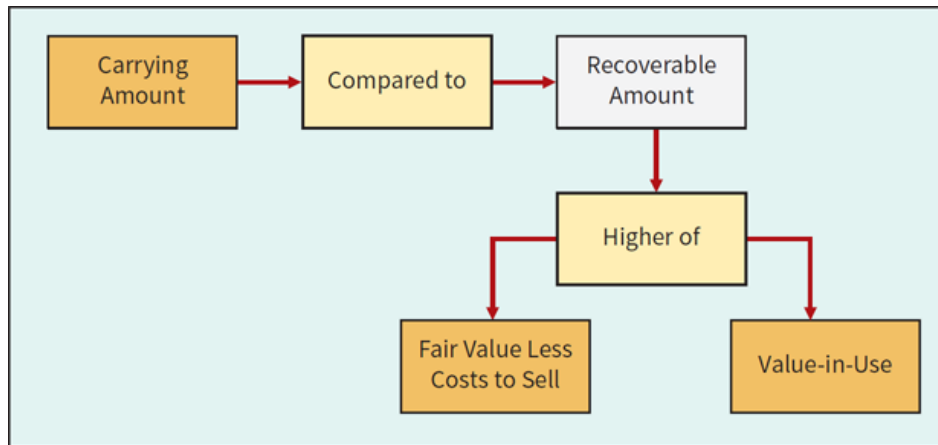 Carrying
Amount
Compared to
Recoverable
Amount
Higher of
Fair Value Less
Costs to Sell
Value-in-Use